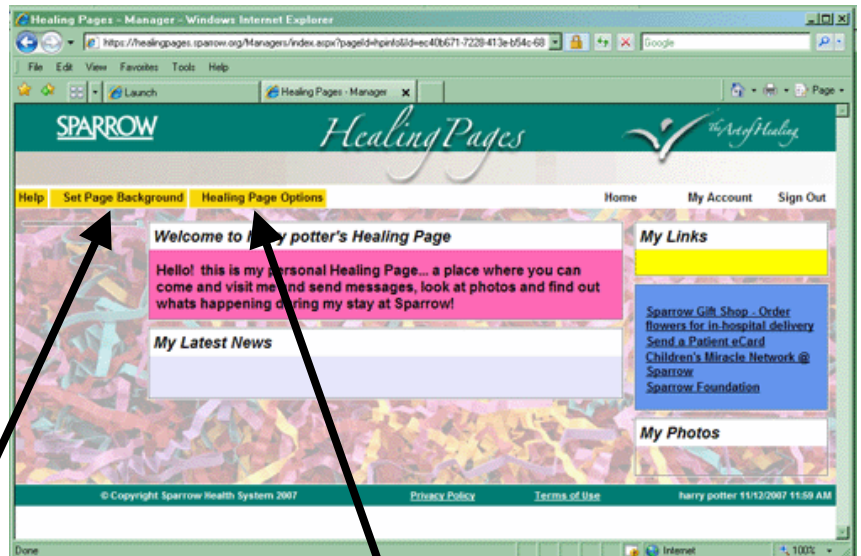 Healing Pages - Manager - Windows Internet Explorer
https://healingpages.sparrow.org/Managers/index.aspx?pageId=hpinfo&Id=ec40b671-7228-413e-b54c-68
Google
File Edit View Favorites Tools Help
Launch
Healing Pages - Manager
Page
SPARROW
Healing Pages
The Art of Healing
Help Set Page Background Healing Page Options Home My Account Sign Out
Welcome to potter's Healing Page
My Links
Hello! this is my personal Healing Page... a place where you can
come and visit me and send messages, look at photos and find out
whats happening during my stay at Sparrow!
My Latest News
Sparrow Gift Shop - Order
flowers for in-hospital delivery
Send a Patient eCard
Children's Miracle Network @
Sparrow
Sparrow Foundation
My Photos
© Copyright Sparrow Health System 2007 Privacy Policy Terms of Use harry potter 11/12/2007 11:59 AM
Done
Internet
100%